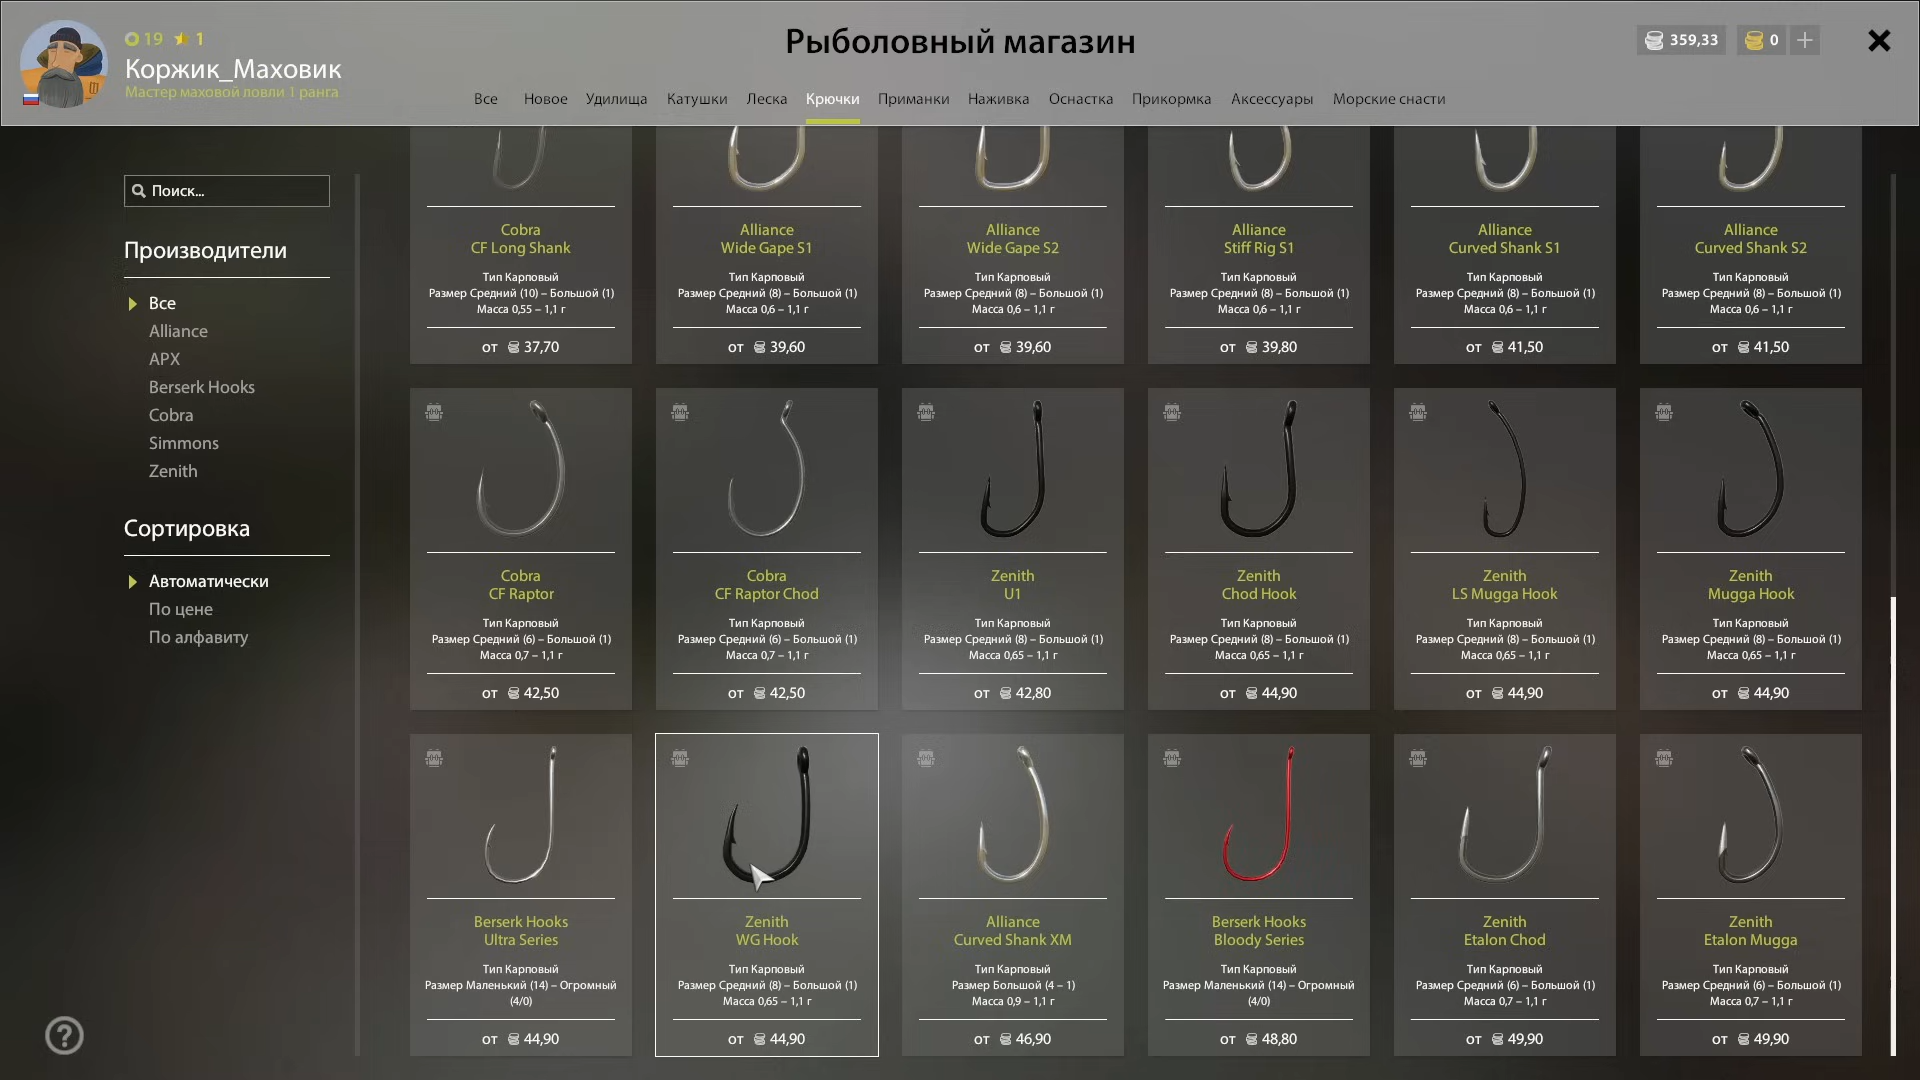 19 1
Коржик_Маховик
Мастер маховой ловли 1 ранга
Рыболовный магазин
359,33 0
Все Новое Удилища Катушки Леска Крючки Приманки Наживка Оснастка Прикормка Аксессуары Морские снасти
Поиск...
Производители
Все
Alliance
APX
Berserk Hooks
Cobra
Simmons
Zenith
Сортировка
Автоматически
По цене
По алфавиту
Cobra
CF Long Shank
Тип Карповый
Размер Средний (10) – Большой (1)
Масса 0,55 – 1,1 г
от 37,70
Alliance
Wide Gape S1
Тип Карповый
Размер Средний (8) – Большой (1)
Масса 0,6 – 1,1 г
от 39,60
Alliance
Wide Gape S2
Тип Карповый
Размер Средний (8) – Большой (1)
Масса 0,6 – 1,1 г
от 39,60
Alliance
Stiff Rig S1
Тип Карповый
Размер Средний (8) – Большой (1)
Масса 0,6 – 1,1 г
от 39,80
Alliance
Curved Shank S1
Тип Карповый
Размер Средний (8) – Большой (1)
Масса 0,6 – 1,1 г
от 41,50
Alliance
Curved Shank S2
Тип Карповый
Размер Средний (8) – Большой (1)
Масса 0,6 – 1,1 г
от 41,50
Cobra
CF Raptor
Тип Карповый
Размер Средний (6) – Большой (1)
Масса 0,7 – 1,1 г
от 42,50
Cobra
CF Raptor Chod
Тип Карповый
Размер Средний (6) – Большой (1)
Масса 0,7 – 1,1 г
от 42,50
Zenith
U1
Тип Карповый
Размер Средний (8) – Большой (1)
Масса 0,65 – 1,1 г
от 42,80
Zenith
Chod Hook
Тип Карповый
Размер Средний (8) – Большой (1)
Масса 0,65 – 1,1 г
от 44,90
Zenith
LS Mugga Hook
Тип Карповый
Размер Средний (8) – Большой (1)
Масса 0,65 – 1,1 г
от 44,90
Zenith
Mugga Hook
Тип Карповый
Размер Средний (8) – Большой (1)
Масса 0,65 – 1,1 г
от 44,90
Berserk Hooks
Ultra Series
Тип Карповый
Размер Маленький (14) – Огромный
(4/0)
от 44,90
Zenith
WG Hook
Тип Карповый
Размер Средний (8) – Большой (1)
Масса 0,65 – 1,1 г
от 44,90
Alliance
Curved Shank XM
Тип Карповый
Размер Большой (4 – 1)
Масса 0,9 – 1,1 г
от 46,90
Berserk Hooks
Bloody Series
Тип Карповый
Размер Маленький (14) – Огромный
(4/0)
от 48,80
Zenith
Etalon Chod
Тип Карповый
Размер Средний (6) – Большой (1)
Масса 0,7 – 1,1 г
от 49,90
Zenith
Etalon Mugga
Тип Карповый
Размер Средний (6) – Большой (1)
Масса 0,7 – 1,1 г
от 49,90